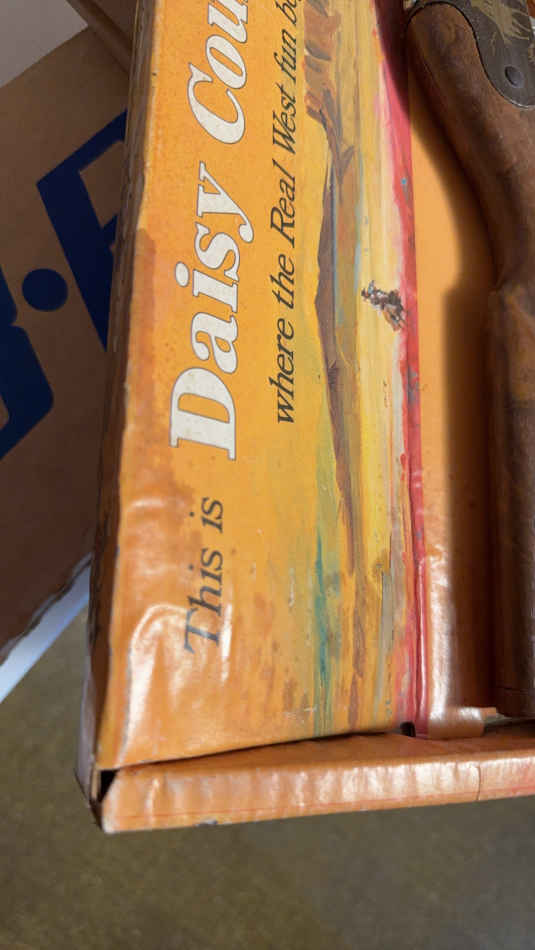 This is Daisy Cou
where the Real West fun b